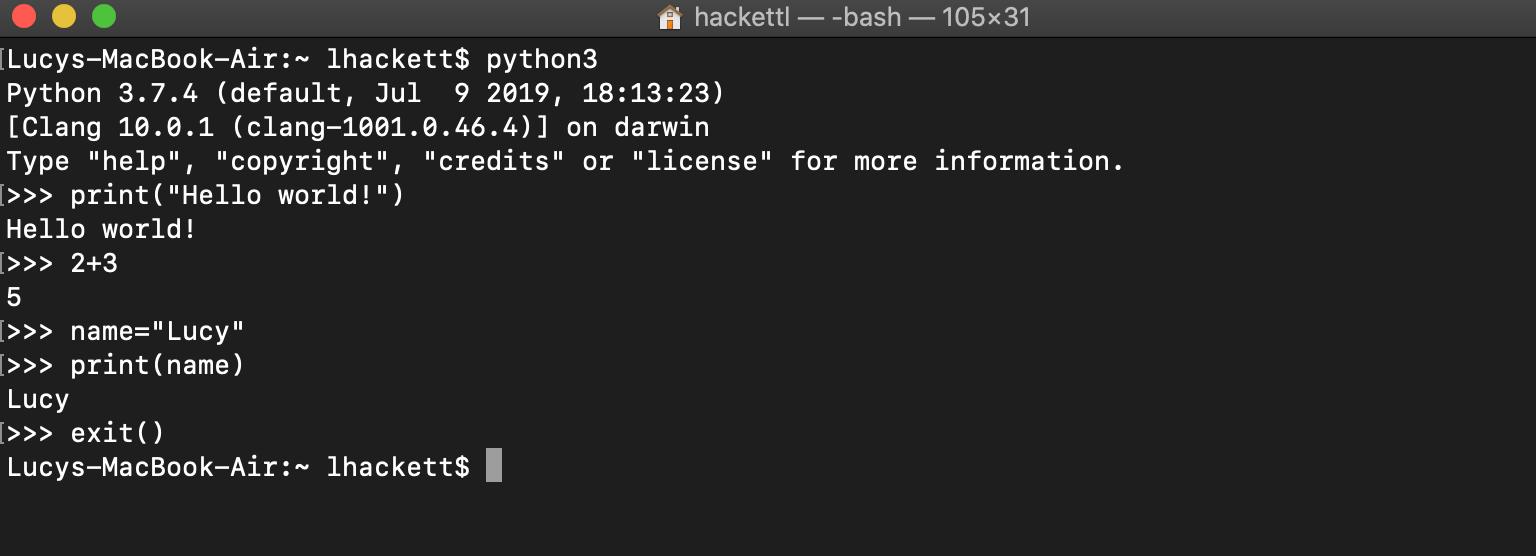 hackettl — -bash — 105×31
Lucys-MacBook-Air:~ lhackett$ python3
Python 3.7.4 (default, Jul  9 2019, 18:13:23)
[Clang 10.0.1 (clang-1001.0.46.4)] on darwin
Type "help", "copyright", "credits" or "license" for more information.
>>> print("Hello world!")
Hello world!
>>> 2+3
5
>>> name="Lucy"
>>> print(name)
Lucy
>>> exit()
Lucys-MacBook-Air:~ lhackett$